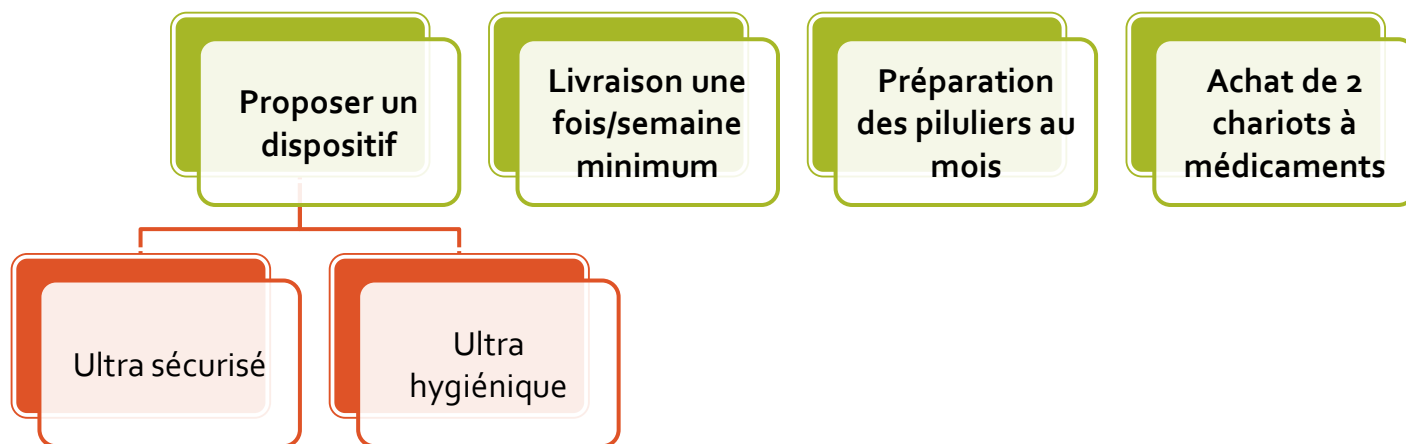 Proposer un
dispositif
Livraison une
fois/semaine
minimum
Préparation
des piluliers au
mois
Achat de 2
chariots à
médicaments
Ultra sécurisé
Ultra
hygiénique